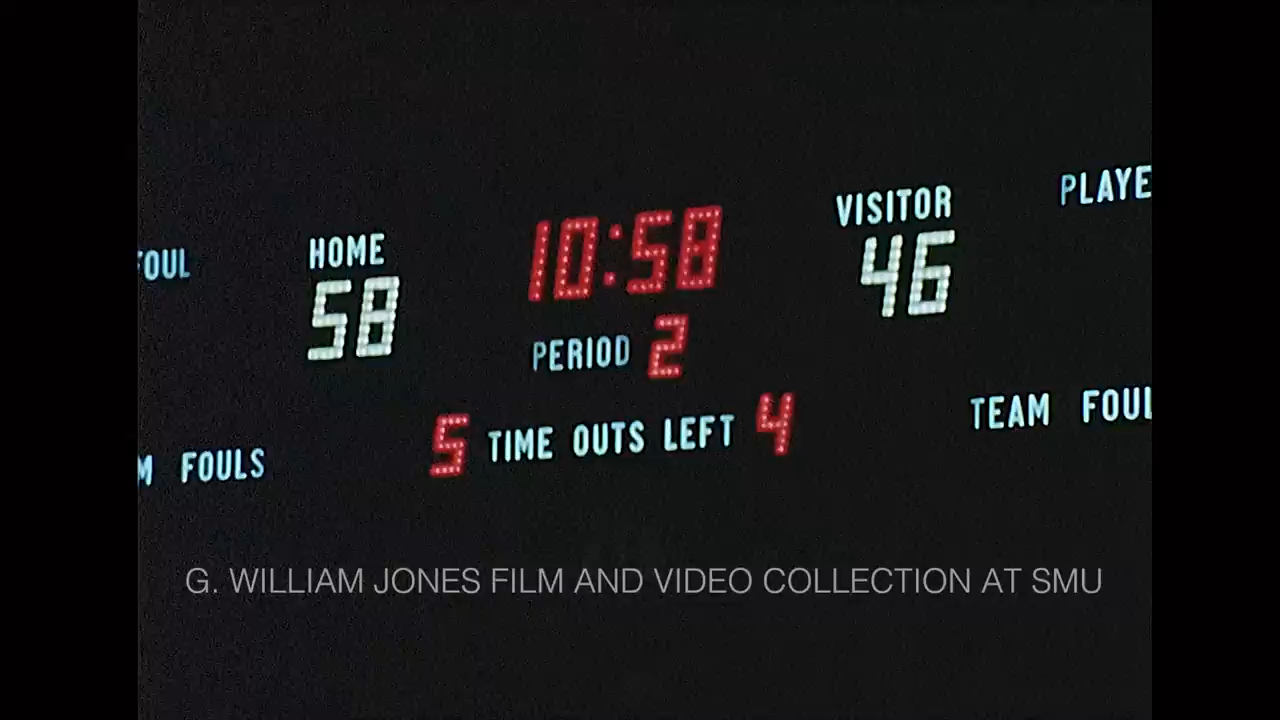 PLAYE
VISITOR
HOME 10:58 46
FOUL
58
PERIOD 2
5 TIME OUTS LEFT 4
TEAM FOUL
M FOULS
G. WILLIAM JONES FILM AND VIDEO COLLECTION AT SMU